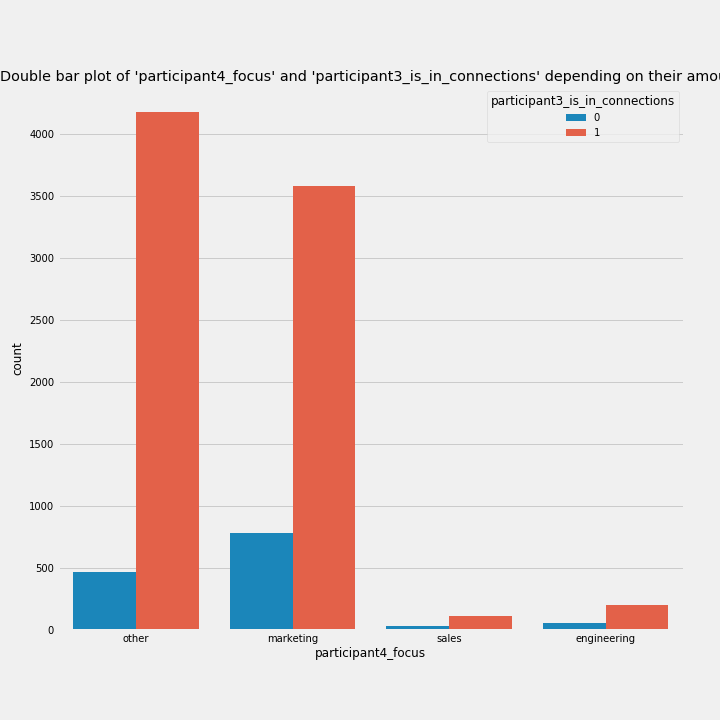 Double bar plot of 'participant4_focus' and 'participant3_is_in_connections' depending on their amou
participant3_is_in_connections
0
1
4000
3500
3000
2500
2000
1500
1000
500
0
count
other
marketing
sales
engineering
participant4_focus